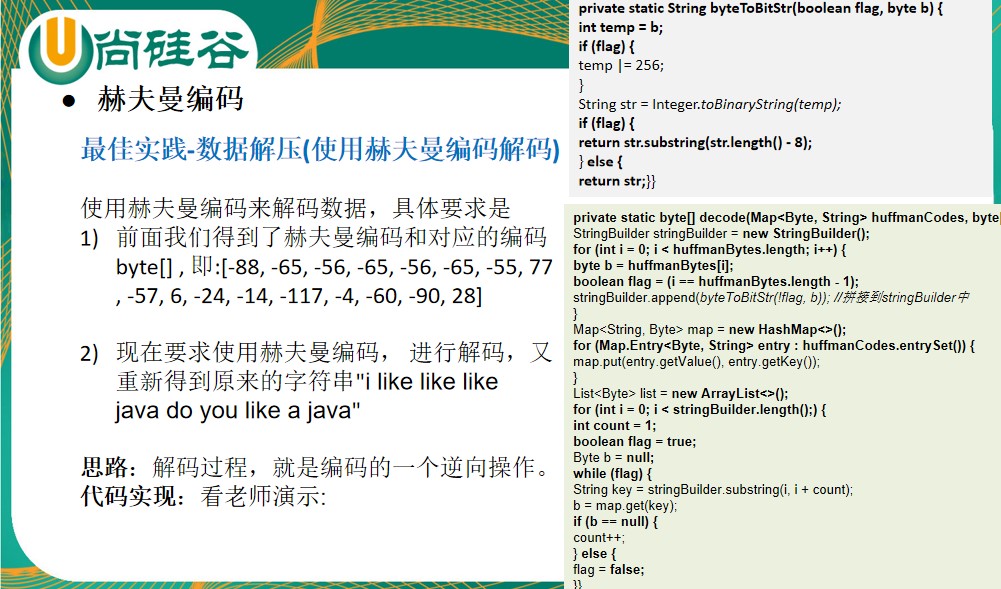 尚硅谷
● 赫夫曼编码
最佳实践-数据解压(使用赫夫曼编码解码)
使用赫夫曼编码来解码数据，具体要求是
1) 前面我们得到了赫夫曼编码和对应的编码
byte[] , 即:[-88, -65, -56, -65, -56, -65, -55, 77
, -57, 6, -24, -14, -117, -4, -60, -90, 28]
2) 现在要求使用赫夫曼编码， 进行解码，又
重新得到原来的字符串"i like like like
java do you like a java"
思路：解码过程，就是编码的一个逆向操作。
代码实现：看老师演示:
private static String byteToBitStr(boolean flag, byte b) {
int temp = b;
if (flag) {
temp |= 256;
}
String str = Integer.toBinaryString(temp);
if (flag) {
return str.substring(str.length() - 8);
} else {
return str;}}
private static byte[] decode(Map<Byte, String> huffmanCodes, byte[
StringBuilder stringBuilder = new StringBuilder();
for (int i = 0; i < huffmanBytes.length; i++) {
byte b = huffmanBytes[i];
boolean flag = (i == huffmanBytes.length - 1);
stringBuilder.append(byteToBitStr(!flag, b)); //拼接到stringBuilder中
}
Map<String, Byte> map = new HashMap<>();
for (Map.Entry<Byte, String> entry : huffmanCodes.entrySet()) {
map.put(entry.getValue(), entry.getKey());
}
List<Byte> list = new ArrayList<>();
for (int i = 0; i < stringBuilder.length();) {
int count = 1;
boolean flag = true;
Byte b = null;
while (flag) {
String key = stringBuilder.substring(i, i + count);
b = map.get(key);
if (b == null) {
count++;
} else {
flag = false;
}}